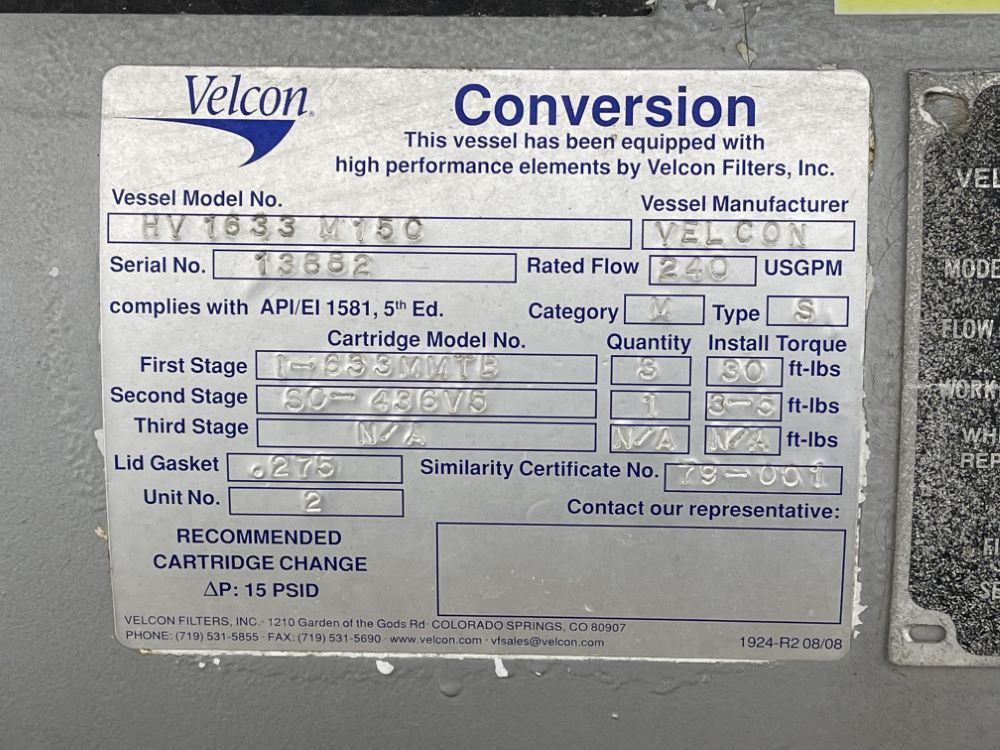 Velcon®
Conversion
This vessel has been equipped with
high performance elements by Velcon Filters, Inc.
Vessel Model No.
HV 1633 M150
Vessel Manufacturer
VELCON
Serial No. 13882
Rated Flow 240 USGPM
complies with API/EI 1581, 5th Ed.
Category M Type S
Cartridge Model No. Quantity Install Torque
First Stage I-633MMTB 3 30 ft-lbs
Second Stage SO-436V5 1 3-5 ft-lbs
Third Stage N/A N/A N/A ft-lbs
Lid Gasket .275
Similarity Certificate No. 79-001
Unit No. 2
Contact our representative:
RECOMMENDED
CARTRIDGE CHANGE
ΔP: 15 PSID
VELCON FILTERS, INC. · 1210 Garden of the Gods Rd · COLORADO SPRINGS, CO 80907
PHONE: (719) 531-5855 · FAX: (719) 531-5690 · www.velcon.com · vfsales@velcon.com
1924-R2 08/08
VEL
MODE
FLOW
WORK
WH
REP
FI
SE